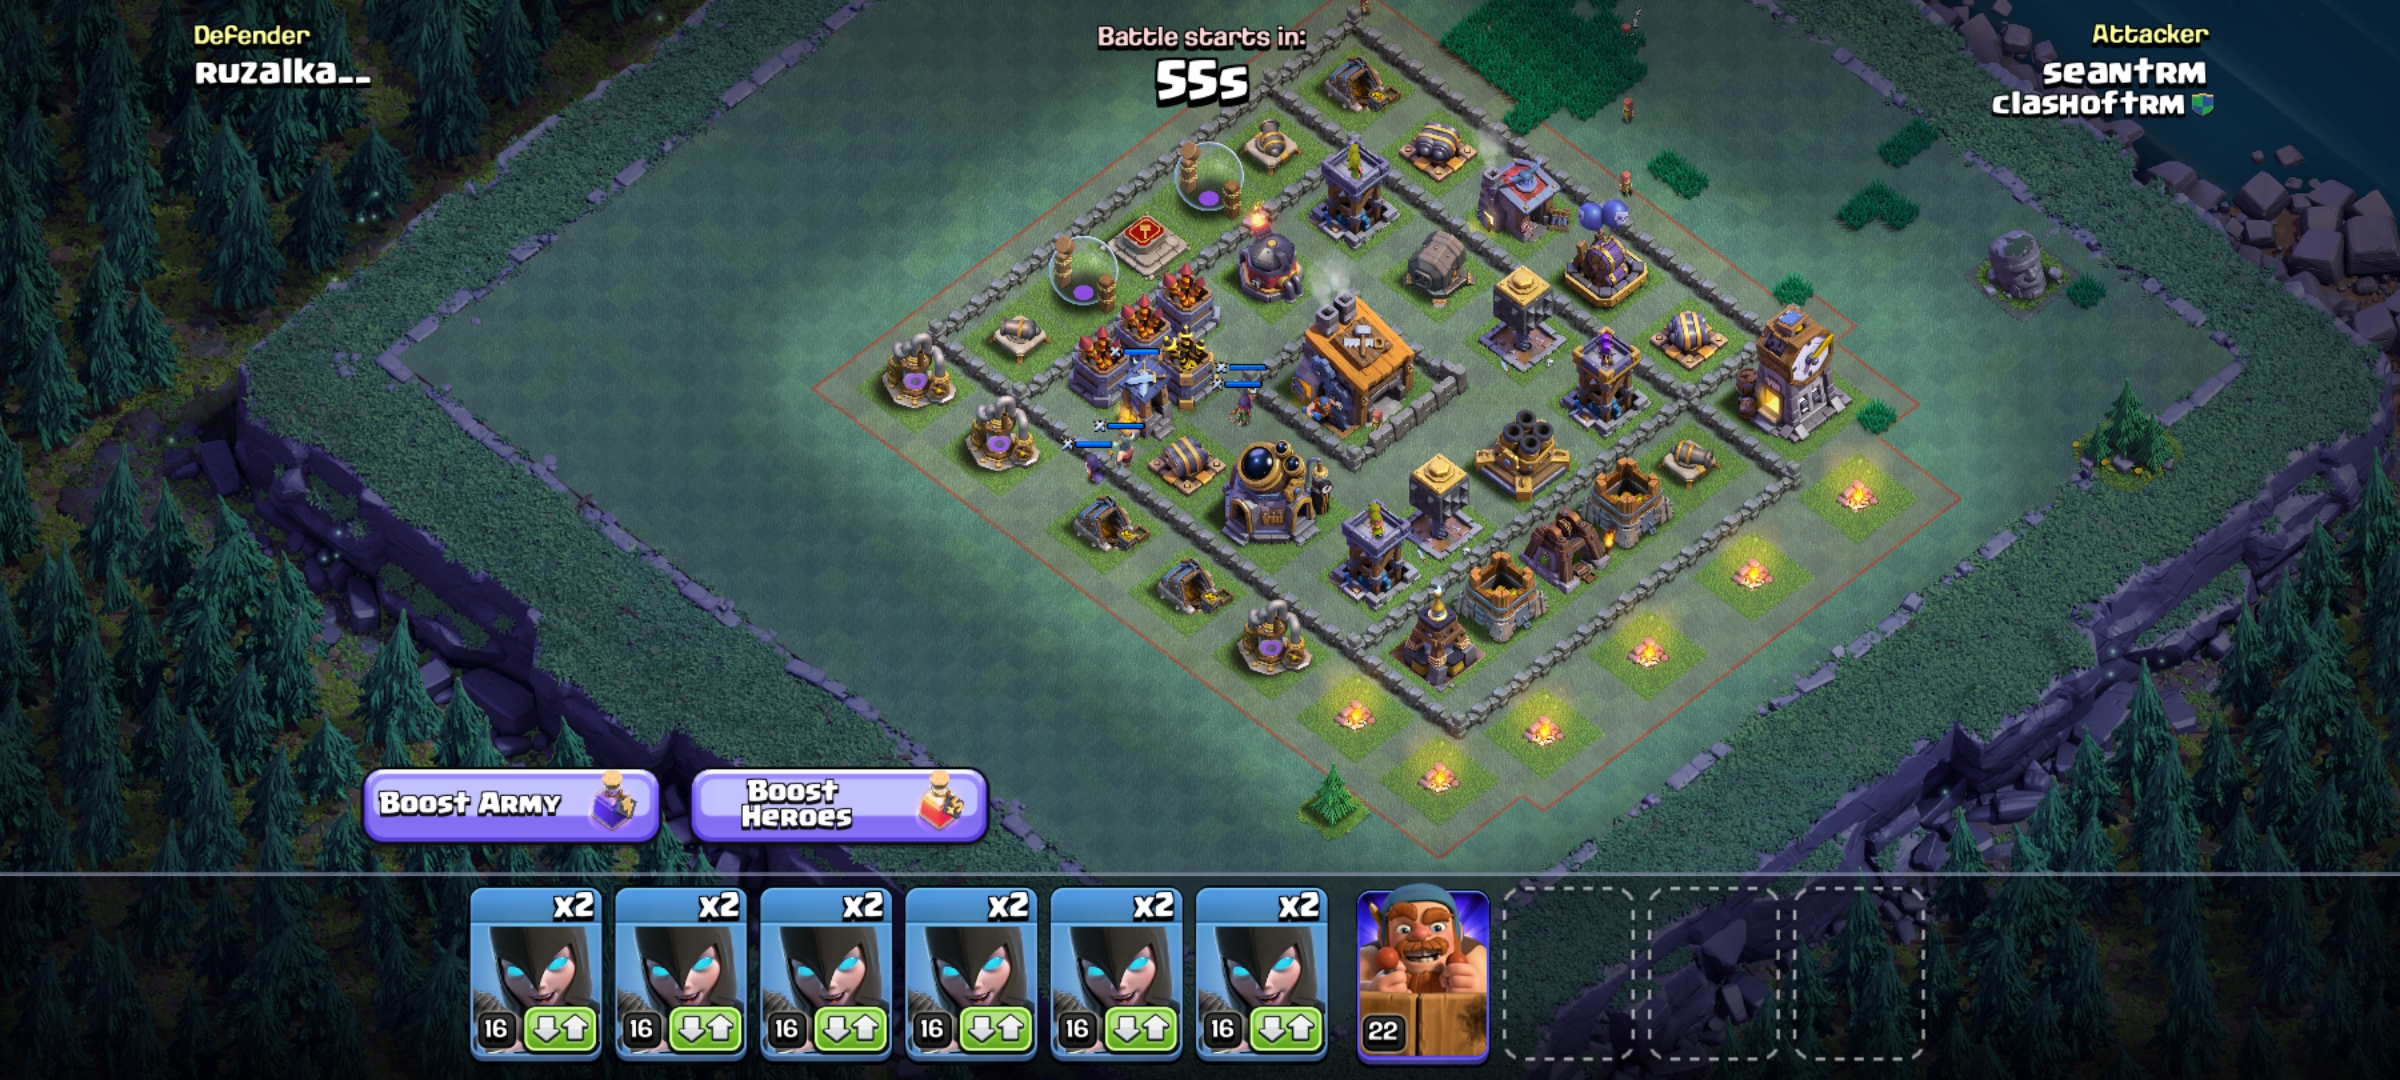 Defender
Ruzalka__
Battle starts in:
55s
Attacker
seantRM
clashoftRM
Boost Army
Boost
Heroes
x2
x2
x2
x2
x2
x2
16
16
16
16
16
16
22